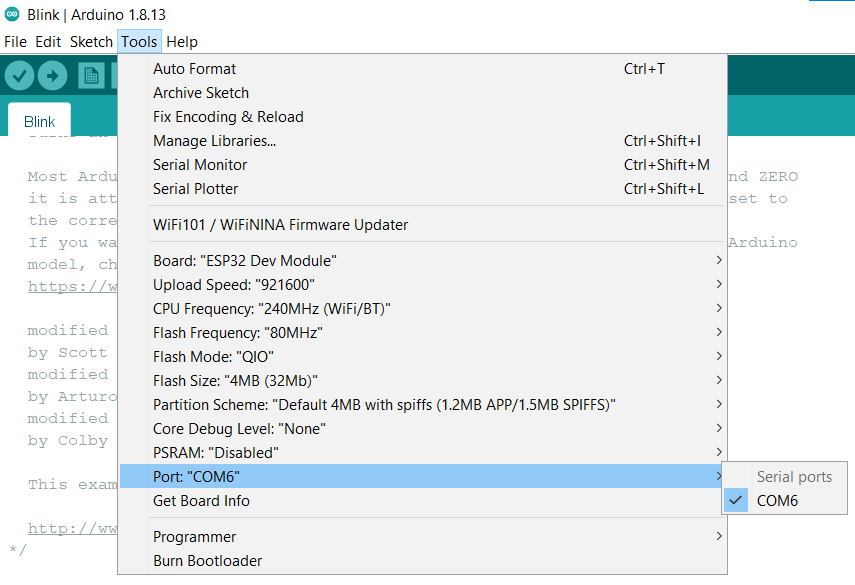 Blink | Arduino 1.8.13
File Edit Sketch Tools Help
Auto Format Ctrl+T
Archive Sketch
Fix Encoding & Reload
Manage Libraries... Ctrl+Shift+I
Serial Monitor Ctrl+Shift+M
Serial Plotter Ctrl+Shift+L
WiFi101 / WiFiNINA Firmware Updater
Board: "ESP32 Dev Module"
Upload Speed: "921600"
CPU Frequency: "240MHz (WiFi/BT)"
Flash Frequency: "80MHz"
Flash Mode: "QIO"
Flash Size: "4MB (32Mb)"
Partition Scheme: "Default 4MB with spiffs (1.2MB APP/1.5MB SPIFFS)"
Core Debug Level: "None"
PSRAM: "Disabled"
Port: "COM6"
Get Board Info
Programmer
Burn Bootloader
Serial ports
COM6
Blink
Most Ardu nd ZERO
it is att set to
the corre
If you wa Arduino
model, ch
https://w
modified
by Scott
modified
by Arturo
modified
by Colby
This exam
http://ww
*/